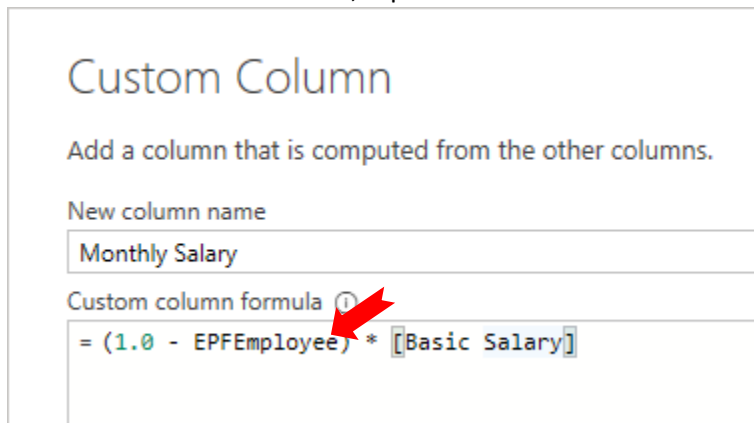 Custom Column
Add a column that is computed from the other columns.
New column name
Monthly Salary
Custom column formula
= (1.0 - EPFEmployee) * [Basic Salary]